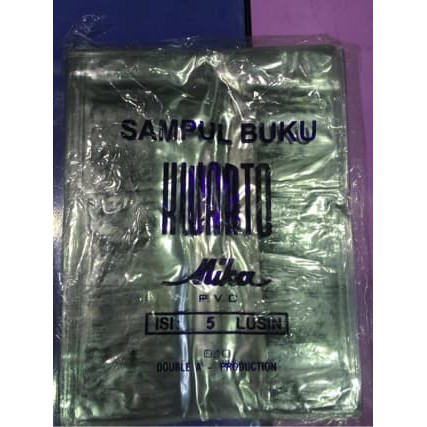 SAMPUL BUKU
KWARTO
Mika
P.V.C
ISI 5 LUSIN
DOUBLE A - PRODUCTION